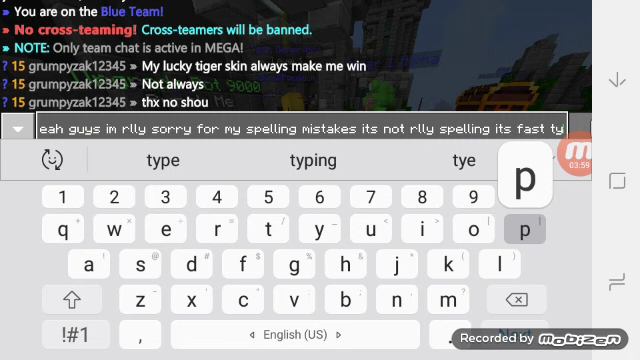 » You are on the Blue Team!
» No cross-teaming! Cross-teamers will be banned.
» NOTE: Only team chat is active in MEGA!
? 15 grumpyzak12345 » My lucky tiger skin always make me win
? 15 grumpyzak12345 » Not always
? 15 grumpyzak12345 » thx no shou
9000
Me
eah guys im rlly sorry for my spelling mistakes its not rlly spelling its fast ty
type typing tye
p
03:59
1 2 3 4 5 6 7 8 9
q w e r t y u i o p
a s d f g h j k l
z x c v b n m
!#1 , English (US) .
Recorded by MOBIZEN